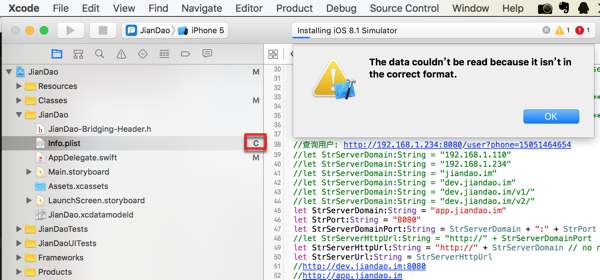 Xcode File Edit View Find Navigate Editor Product Debug Source Control Window Help
JianDao iPhone 5
Installing iOS 8.1 Simulator
1 1
The data couldn't be read because it isn't in
the correct format.
OK
JianDao M
Resources
Classes M
JianDao
JianDao-Bridging-Header.h
Info.plist C
AppDelegate.swift M
Main.storyboard
Assets.xcassets
LaunchScreen.storyboard
JianDao.xcdatamodeld
JianDaoTests
JianDaoUITests
Frameworks
Products
30
38 //查询用户: http://192.168.1.234:8080/user?phone=15051464654
39 //let StrServerDomain:String = "192.168.1.110"
40 //let StrServerDomain:String = "192.168.1.234"
41 //let StrServerDomain:String = "jiandao.im"
42 //let StrServerDomain:String = "dev.jiandao.im"
43 //let StrServerDomain:String = "dev.jiandao.im/v1/"
44 //let StrServerDomain:String = "dev.jiandao.im/v2/"
45 let StrServerDomain:String = "app.jiandao.im"
46 let StrPort:String = "8080"
47 let StrServerDomainPort:String = StrServerDomain + ":" + StrPort
48 //let StrServerHttpUrl:String = "http://" + StrServerDomainPort
49 let StrServerHttpUrl:String = "http://" + StrServerDomain // no
50 let StrServerUrl:String = StrServerHttpUrl
51 //http://dev.jiandao.im:8080
52 //http://app.jiandao.im